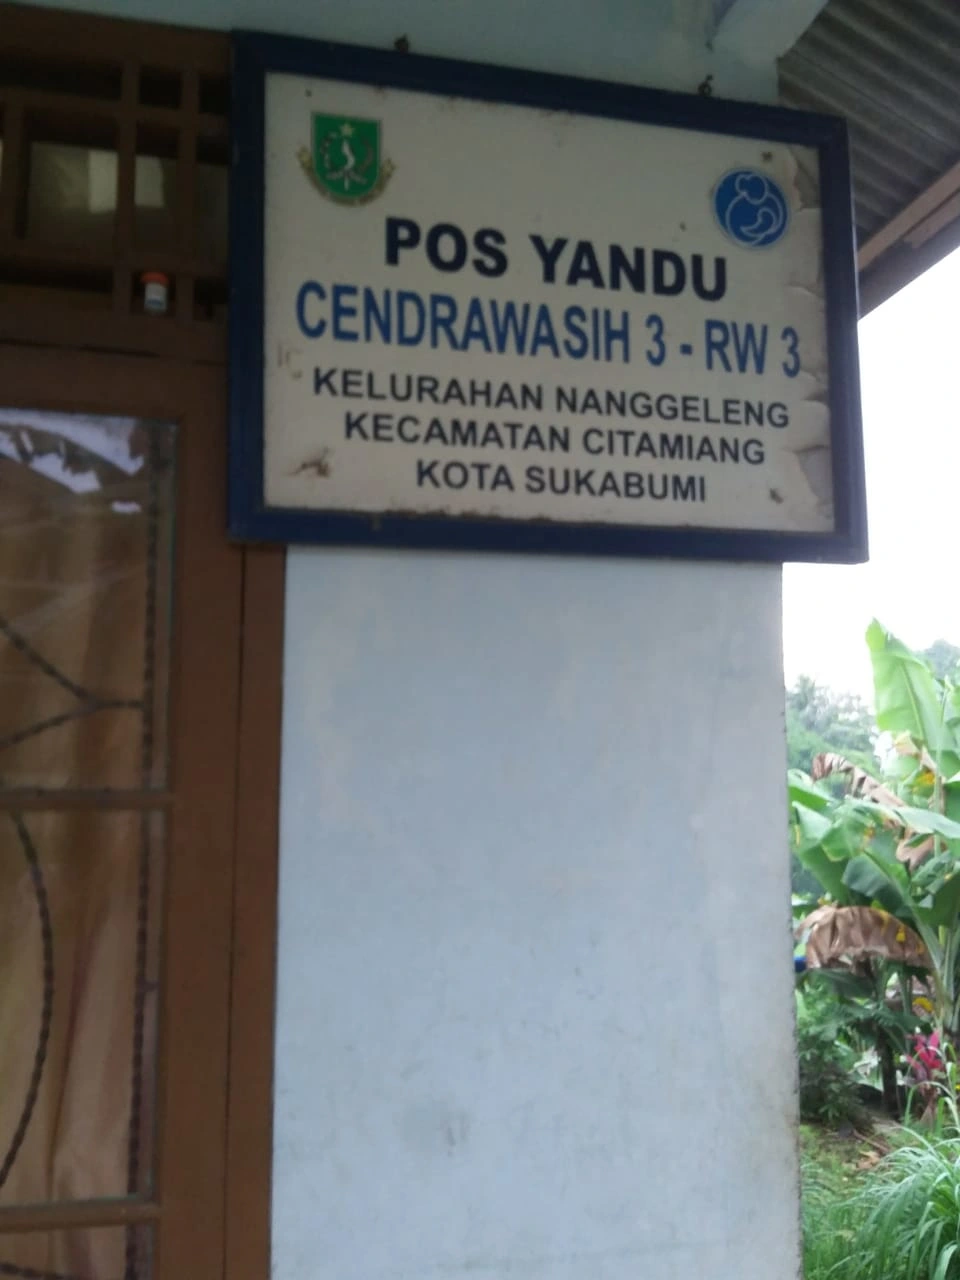 POS YANDU
CENDRAWASIH 3 - RW 3
KELURAHAN NANGGELENG
KECAMATAN CITAMIANG
KOTA SUKABUMI